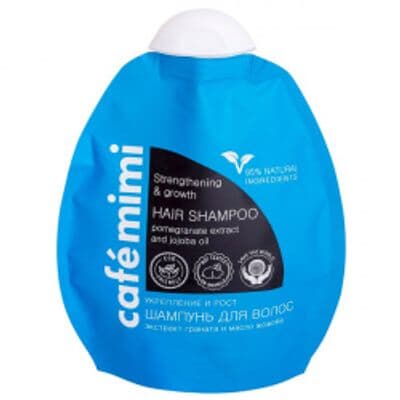 café mimi
Strengthening
& growth
HAIR SHAMPOO
pomegranate extract
and jojoba oil
95% NATURAL
INGREDIENTS
УКРЕПЛЕНИЕ И РОСТ
ШАМПУНЬ ДЛЯ ВОЛОС
экстракт граната и масло жожоба